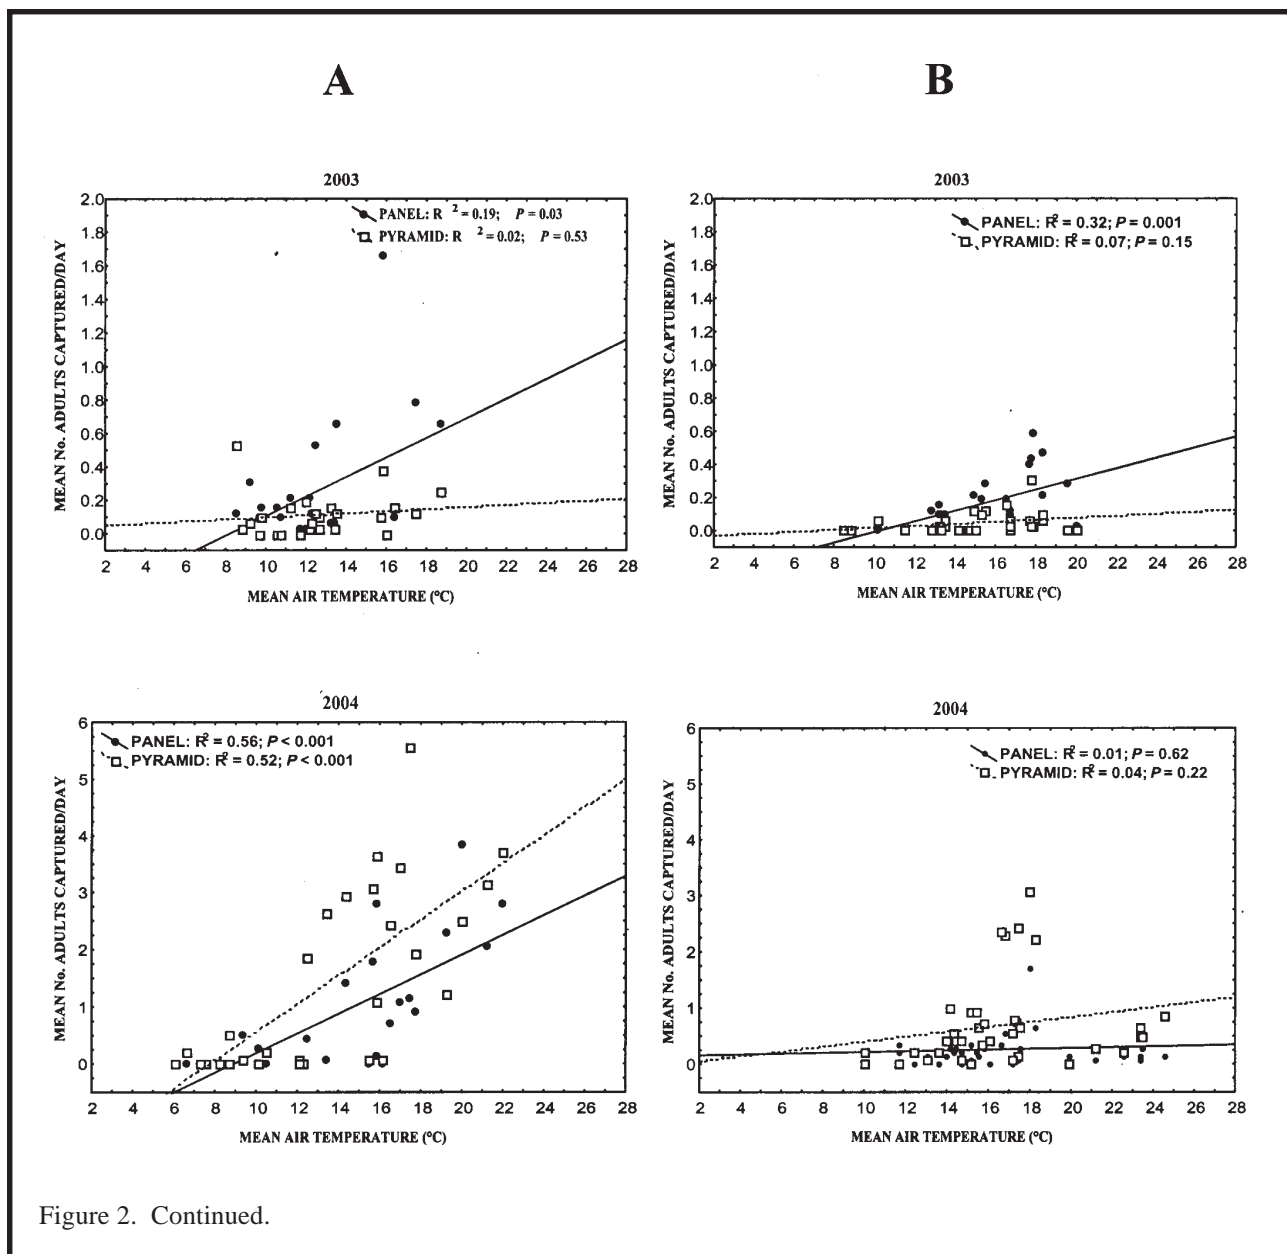 A
B
2003
PANEL: R 2 = 0.19; P = 0.03
PYRAMID: R 2 = 0.02; P = 0.53
2.0
1.8
1.6
1.4
1.2
1.0
0.8
0.6
0.4
0.2
0.0
MEAN No. ADULTS CAPTURED/DAY
2 4 6 8 10 12 14 16 18 20 22 24 26 28
MEAN AIR TEMPERATURE (°C)
2003
PANEL: R² = 0.32; P = 0.001
PYRAMID: R² = 0.07; P = 0.15
2.0
1.8
1.6
1.4
1.2
1.0
0.8
0.6
0.4
0.2
0.0
MEAN No. ADULTS CAPTURED/DAY
2 4 6 8 10 12 14 16 18 20 22 24 26 28
MEAN AIR TEMPERATURE (°C)
2004
PANEL: R² = 0.56; P < 0.001
PYRAMID: R² = 0.52; P < 0.001
6
5
4
3
2
1
0
MEAN No. ADULTS CAPTURED/DAY
2 4 6 8 10 12 14 16 18 20 22 24 26 28
MEAN AIR TEMPERATURE (°C)
2004
PANEL: R² = 0.01; P = 0.62
PYRAMID: R² = 0.04; P = 0.22
6
5
4
3
2
1
0
MEAN No. ADULTS CAPTURED/DAY
2 4 6 8 10 12 14 16 18 20 22 24 26 28
MEAN AIR TEMPERATURE (°C)
Figure 2. Continued.